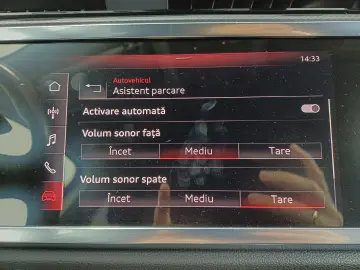 14:33
Autovehicul
Asistent parcare
Activare automată
Volum sonor față
Încet Mediu Tare
Volum sonor spate
Încet Mediu Tare